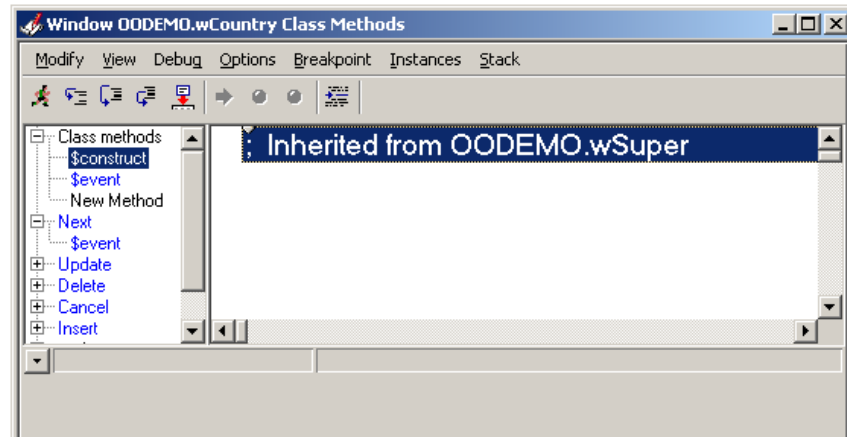 Window OODEMO.wCountry Class Methods
Modify View Debug Options Breakpoint Instances Stack
Class methods
$construct
$event
New Method
Next
$event
Update
Delete
Cancel
Insert
; Inherited from OODEMO.wSuper